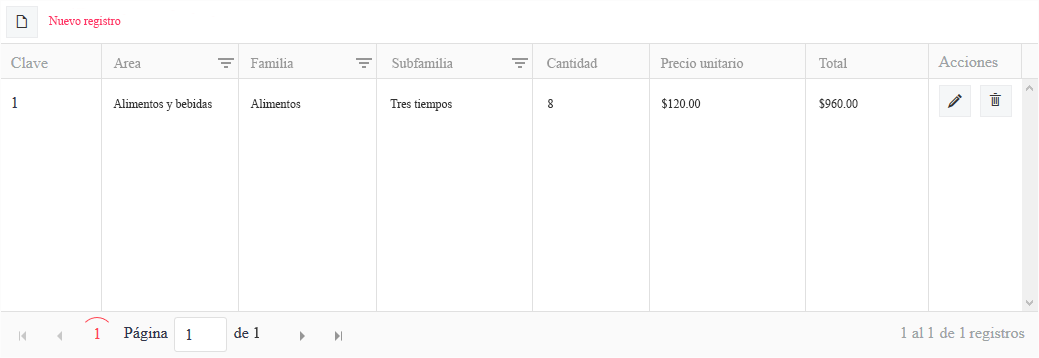 Nuevo registro
Clave Area Familia Subfamilia Cantidad Precio unitario Total Acciones
1 Alimentos y bebidas Alimentos Tres tiempos 8 $120.00 $960.00
1 Página 1 de 1 1 al 1 de 1 registros